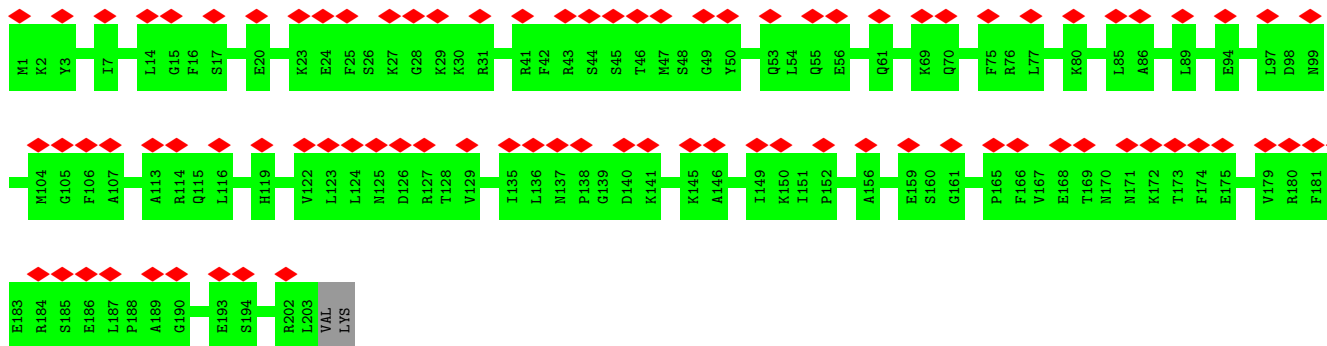 M1 K2 Y3 I7 L14 G15 F16 S17 E20 K23 E24 F25 S26 K27 G28 K29 K30 R31 R41 F42 R43 S44 S45 T46 M47 S48 G49 Y50 Q53 L54 Q55 E56 Q61 K69 Q70 F75 R76 L77 K80 L85 A86 L89 E94 L97 D98 N99
M104 G105 F106 A107 A113 R114 Q115 L116 H119 V122 L123 L124 N125 D126 R127 T128 V129 I135 L136 N137 P138 G139 D140 K141 K145 A146 I149 K150 I151 P152 A156 E159 S160 G161 P165 F166 V167 E168 T169 N170 N171 K172 T173 F174 E175 V179 R180 F181
E183 R184 S185 E186 L187 P188 A189 G190 E193 S194 R202 L203 VAL LYS